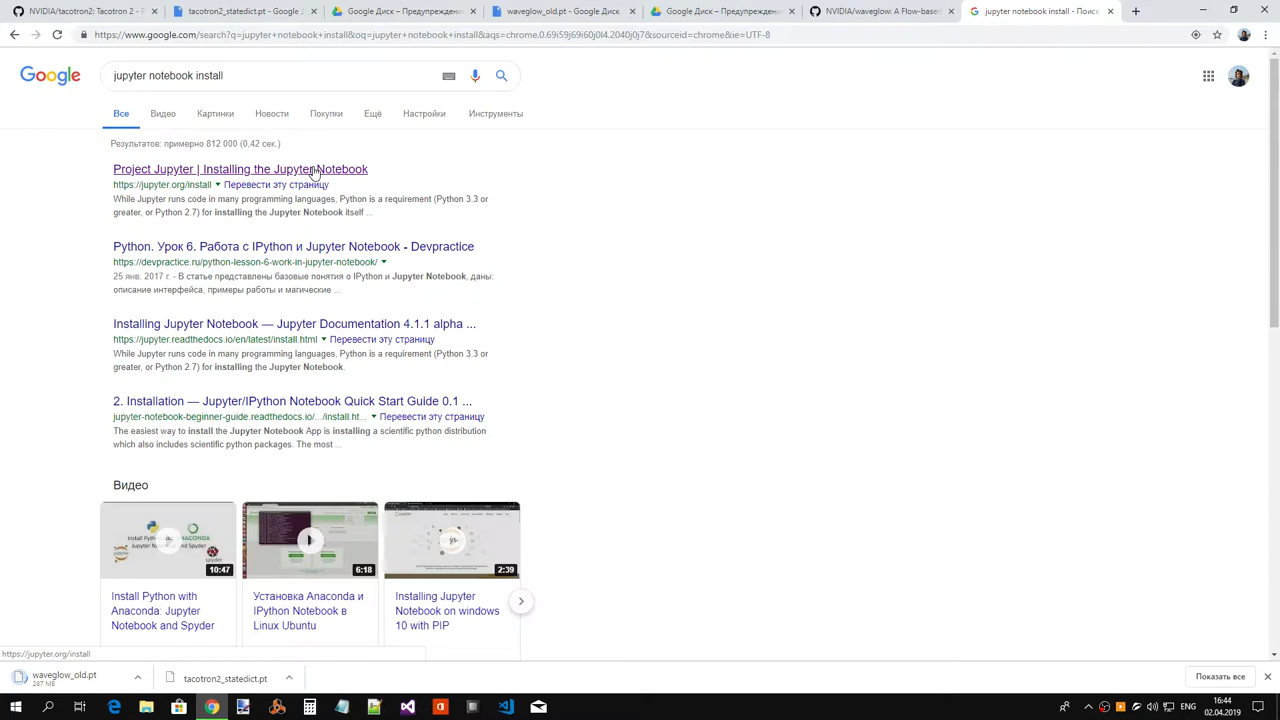 NVIDIA/tacotron2: Tacotron 2 - P
tacotron2_statedict.pt - Google Д
Google Диск – Предупреждение
waveglow_old.pt - Google Диск
Google Диск – Предупреждение
NVIDIA/waveglow: A Flow-based
jupyter notebook install - Поиск
https://www.google.com/search?q=jupyter+notebook+install&oq=jupyter+notebook+install&aqs=chrome.0.69i59j69i60j0l4.2040j0j7&sourceid=chrome&ie=UTF-8
Google
jupyter notebook install
Все Видео Картинки Новости Покупки Ещё Настройки Инструменты
Результатов: примерно 812 000 (0,42 сек.)
Project Jupyter | Installing the Jupyter Notebook
https://jupyter.org/install Перевести эту страницу
While Jupyter runs code in many programming languages, Python is a requirement (Python 3.3 or
greater, or Python 2.7) for installing the Jupyter Notebook itself ...
Python. Урок 6. Работа с IPython и Jupyter Notebook - Devpractice
https://devpractice.ru/python-lesson-6-work-in-jupyter-notebook/
25 янв. 2017 г. - В статье представлены базовые понятия о IPython и Jupyter Notebook, даны:
описание интерфейса, примеры работы и магические ...
Installing Jupyter Notebook — Jupyter Documentation 4.1.1 alpha ...
https://jupyter.readthedocs.io/en/latest/install.html Перевести эту страницу
While Jupyter runs code in many programming languages, Python is a requirement (Python 3.3 or
greater, or Python 2.7) for installing the Jupyter Notebook.
2. Installation — Jupyter/IPython Notebook Quick Start Guide 0.1 ...
jupyter-notebook-beginner-guide.readthedocs.io/.../install.ht... Перевести эту страницу
The easiest way to install the Jupyter Notebook App is installing a scientific python distribution
which also includes scientific python packages. The most ...
Видео
10:47
6:18
2:39
Install Python with
Anaconda: Jupyter
Notebook and Spyder
Установка Anaconda и
IPython Notebook в
Linux Ubuntu
Installing Jupyter
Notebook on windows
10 with PIP
https://jupyter.org/install
waveglow_old.pt
287 МБ
tacotron2_statedict.pt
Показать все
ENG
16:44
02.04.2019